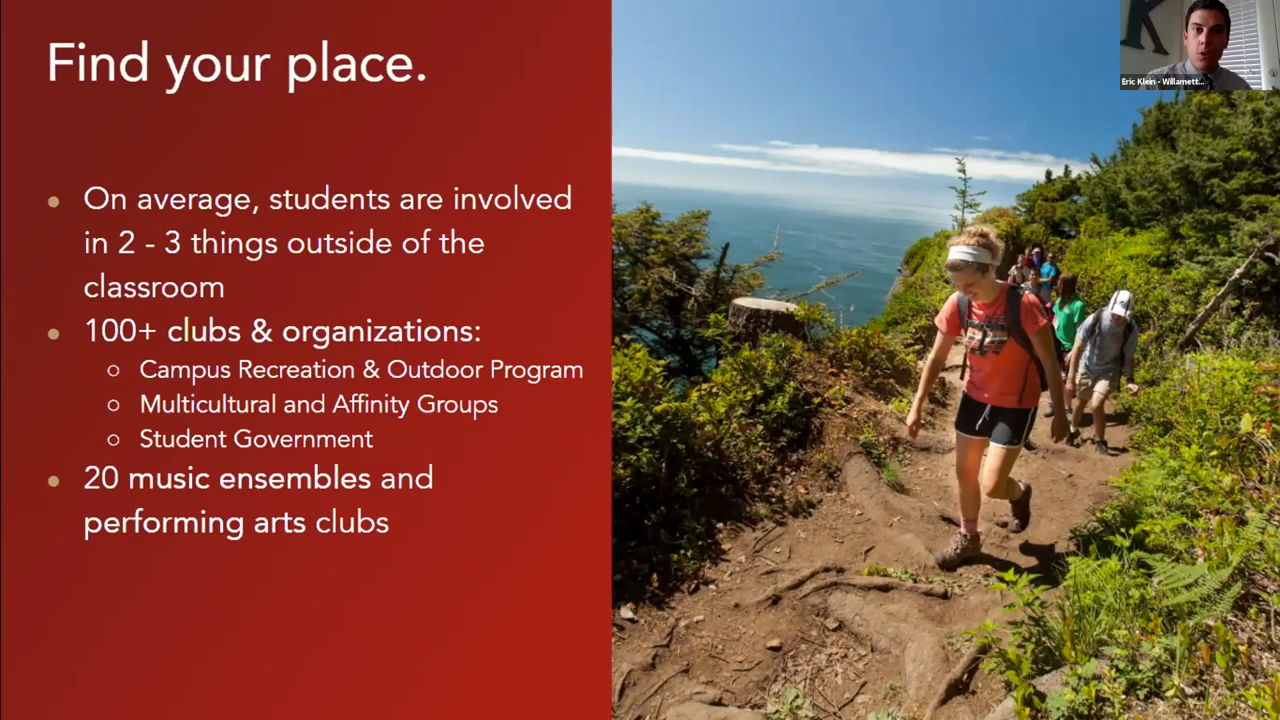 Find your place.
On average, students are involved
in 2 - 3 things outside of the
classroom
100+ clubs & organizations:
Campus Recreation & Outdoor Program
Multicultural and Affinity Groups
Student Government
20 music ensembles and
performing arts clubs
K
Eric Klein - Willamett...